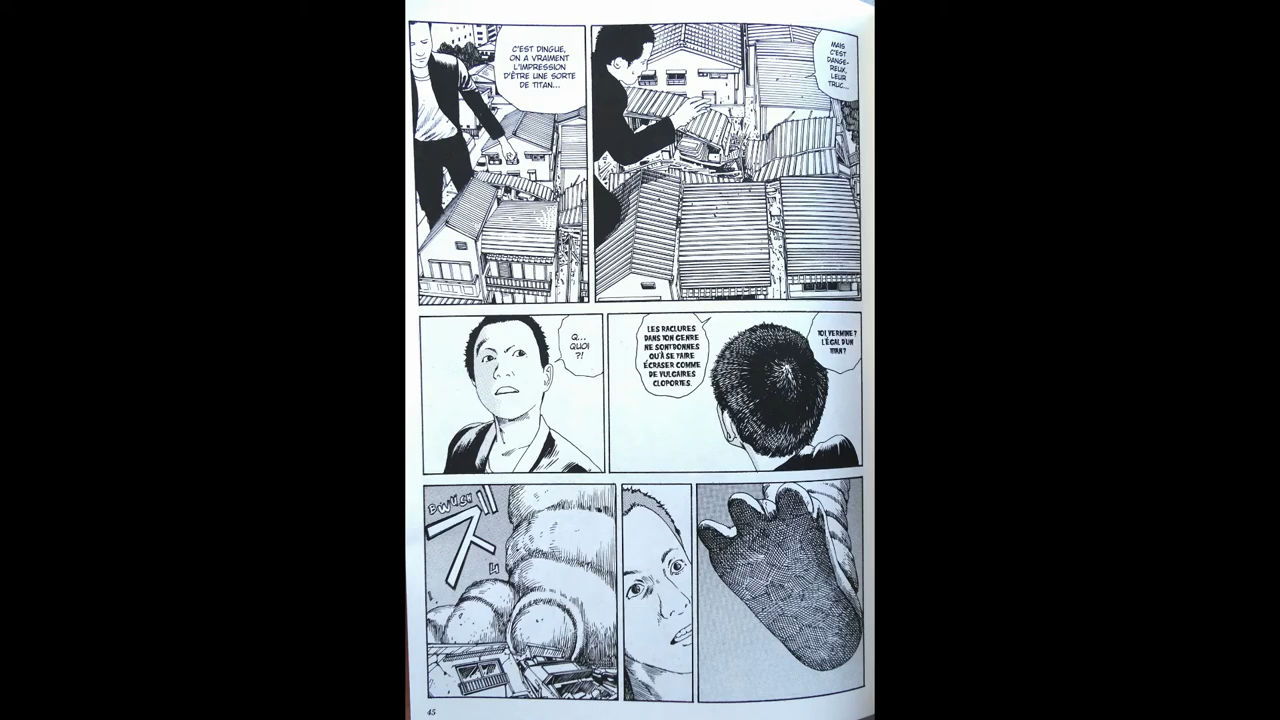 MAIS
C'EST
DANGE-
REUX,
LEUR
TRUC...
C'EST DINGUE,
ON A VRAIMENT
L'IMPRESSION
D'ÊTRE UNE SORTE
DE TITAN...
TOI, VERMINE ?
L'ÉGAL D'UN
TITAN ?
LES RACLURES
DANS TON GENRE
NE SONT BONNES
QU'À SE FAIRE
ÉCRASER COMME
DE VULGAIRES
CLOPORTES.
Q...
QUOI
?!
BWUCH
45